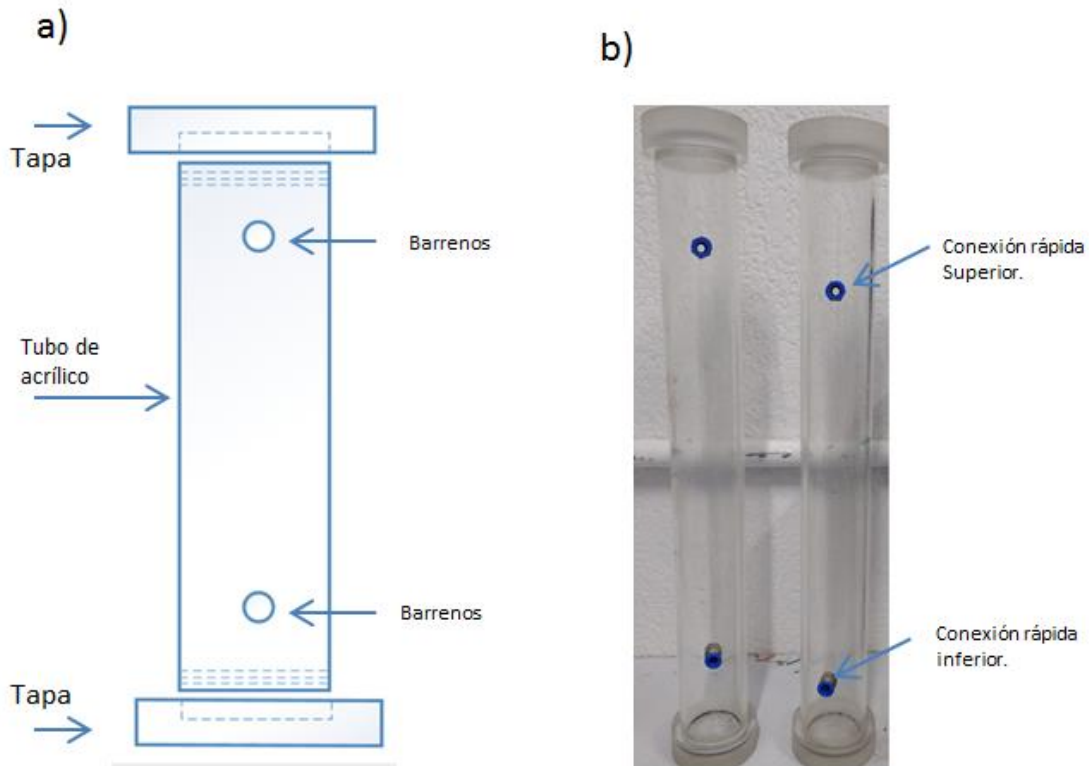 a)
Tapa
Barrenos
Tubo de
acrílico
Barrenos
Tapa
b)
Conexión rápida
Superior.
Conexión rápida
inferior.